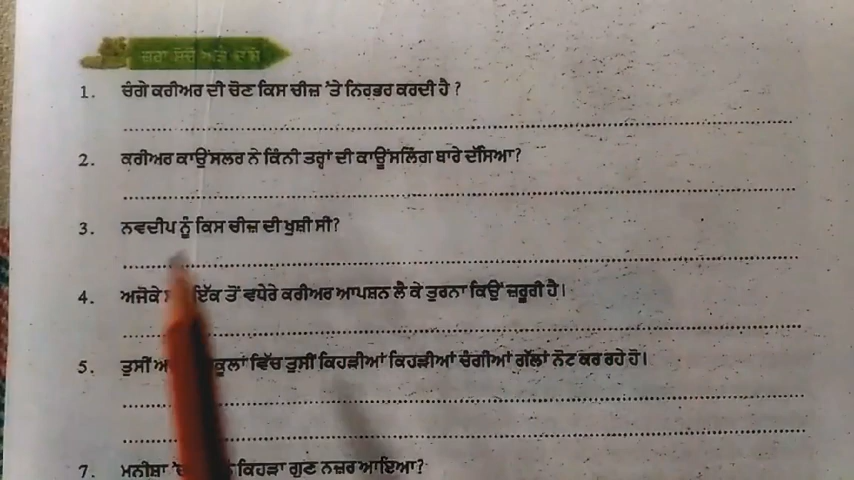 ਜ਼ਰਾ ਸੋਚੋ ਅਤੇ ਦੱਸੋ
1. ਚੰਗੇ ਕਰੀਅਰ ਦੀ ਚੋਣ ਕਿਸ ਚੀਜ਼ 'ਤੇ ਨਿਰਭਰ ਕਰਦੀ ਹੈ ?
2. ਕਰੀਅਰ ਕਾਉਂਸਲਰ ਨੇ ਕਿੰਨੀ ਤਰ੍ਹਾਂ ਦੀ ਕਾਊਂਸਲਿੰਗ ਬਾਰੇ ਦੱਸਿਆ?
3. ਨਵਦੀਪ ਨੂੰ ਕਿਸ ਚੀਜ਼ ਦੀ ਖੁਸ਼ੀ ਸੀ?
4. ਅਜੋਕੇ ਇੱਕ ਤੋਂ ਵਧੇਰੇ ਕਰੀਅਰ ਆਪਸ਼ਨ ਲੈ ਕੇ ਤੁਰਨਾ ਕਿਉਂ ਜ਼ਰੂਰੀ ਹੈ।
5. ਤੁਸੀਂ ਵਿੱਚ ਤੁਸੀਂ ਕਿਹੜੀਆਂ ਕਿਹੜੀਆਂ ਚੰਗੀਆਂ ਗੱਲਾਂ ਨੋਟ ਕਰ ਰਹੇ ਹੋ।
7. ਮਨੀਬਾ ਕਿਹੜਾ ਗੁਣ ਨਜ਼ਰ ਆਇਆ?